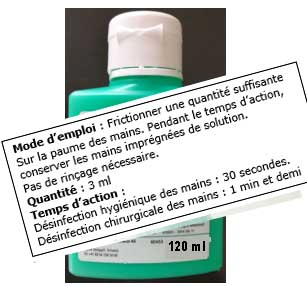 Mode d'emploi : Frictionner une quantité suffisante
Sur la paume des mains. Pendant le temps d'action,
conserver les mains imprégnées de solution.
Pas de rinçage nécessaire.
Quantité : 3 ml
Temps d'action :
Désinfection hygiénique des mains : 30 secondes.
Désinfection chirurgicale des mains : 1 min et demi
120 ml